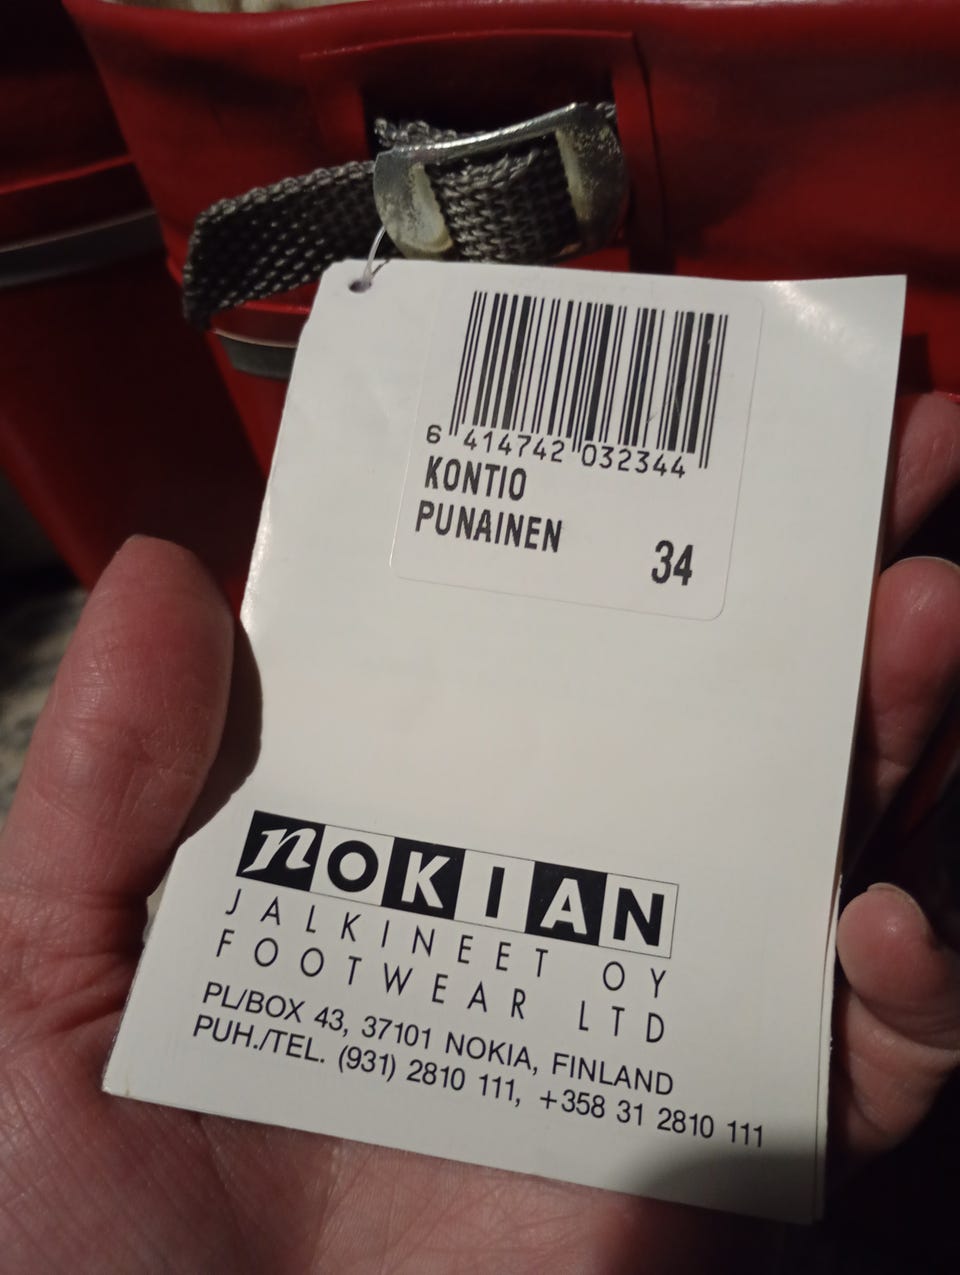 6 414742 032344
KONTIO
PUNAINEN
34
nOKIAN
JALKINEET OY
FOOTWEAR LTD
PL/BOX 43, 37101 NOKIA, FINLAND
PUH./TEL. (931) 2810 111, +358 31 2810 111